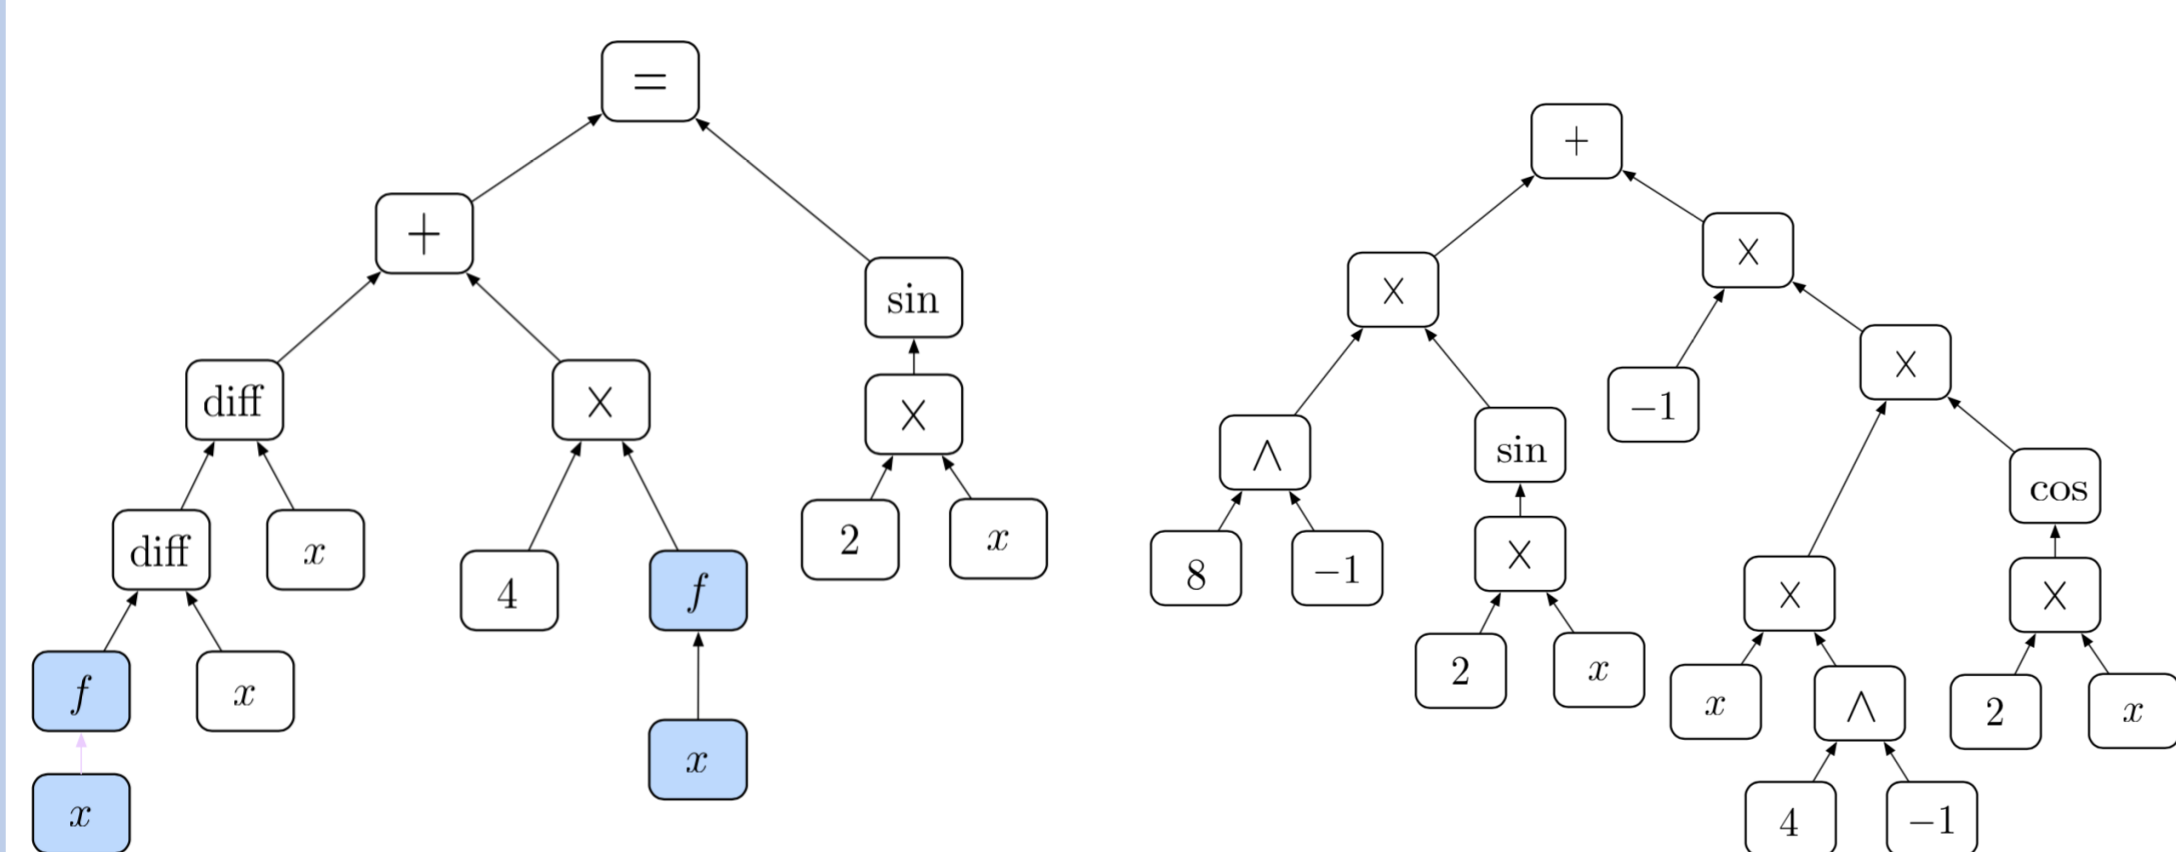 =
+
+
×
sin
×
diff
×
×
×
∧
sin
−1
cos
diff
x
4
f
2
x
8
−1
×
×
×
f
x
x
2
x
x
∧
2
x
x
4
−1